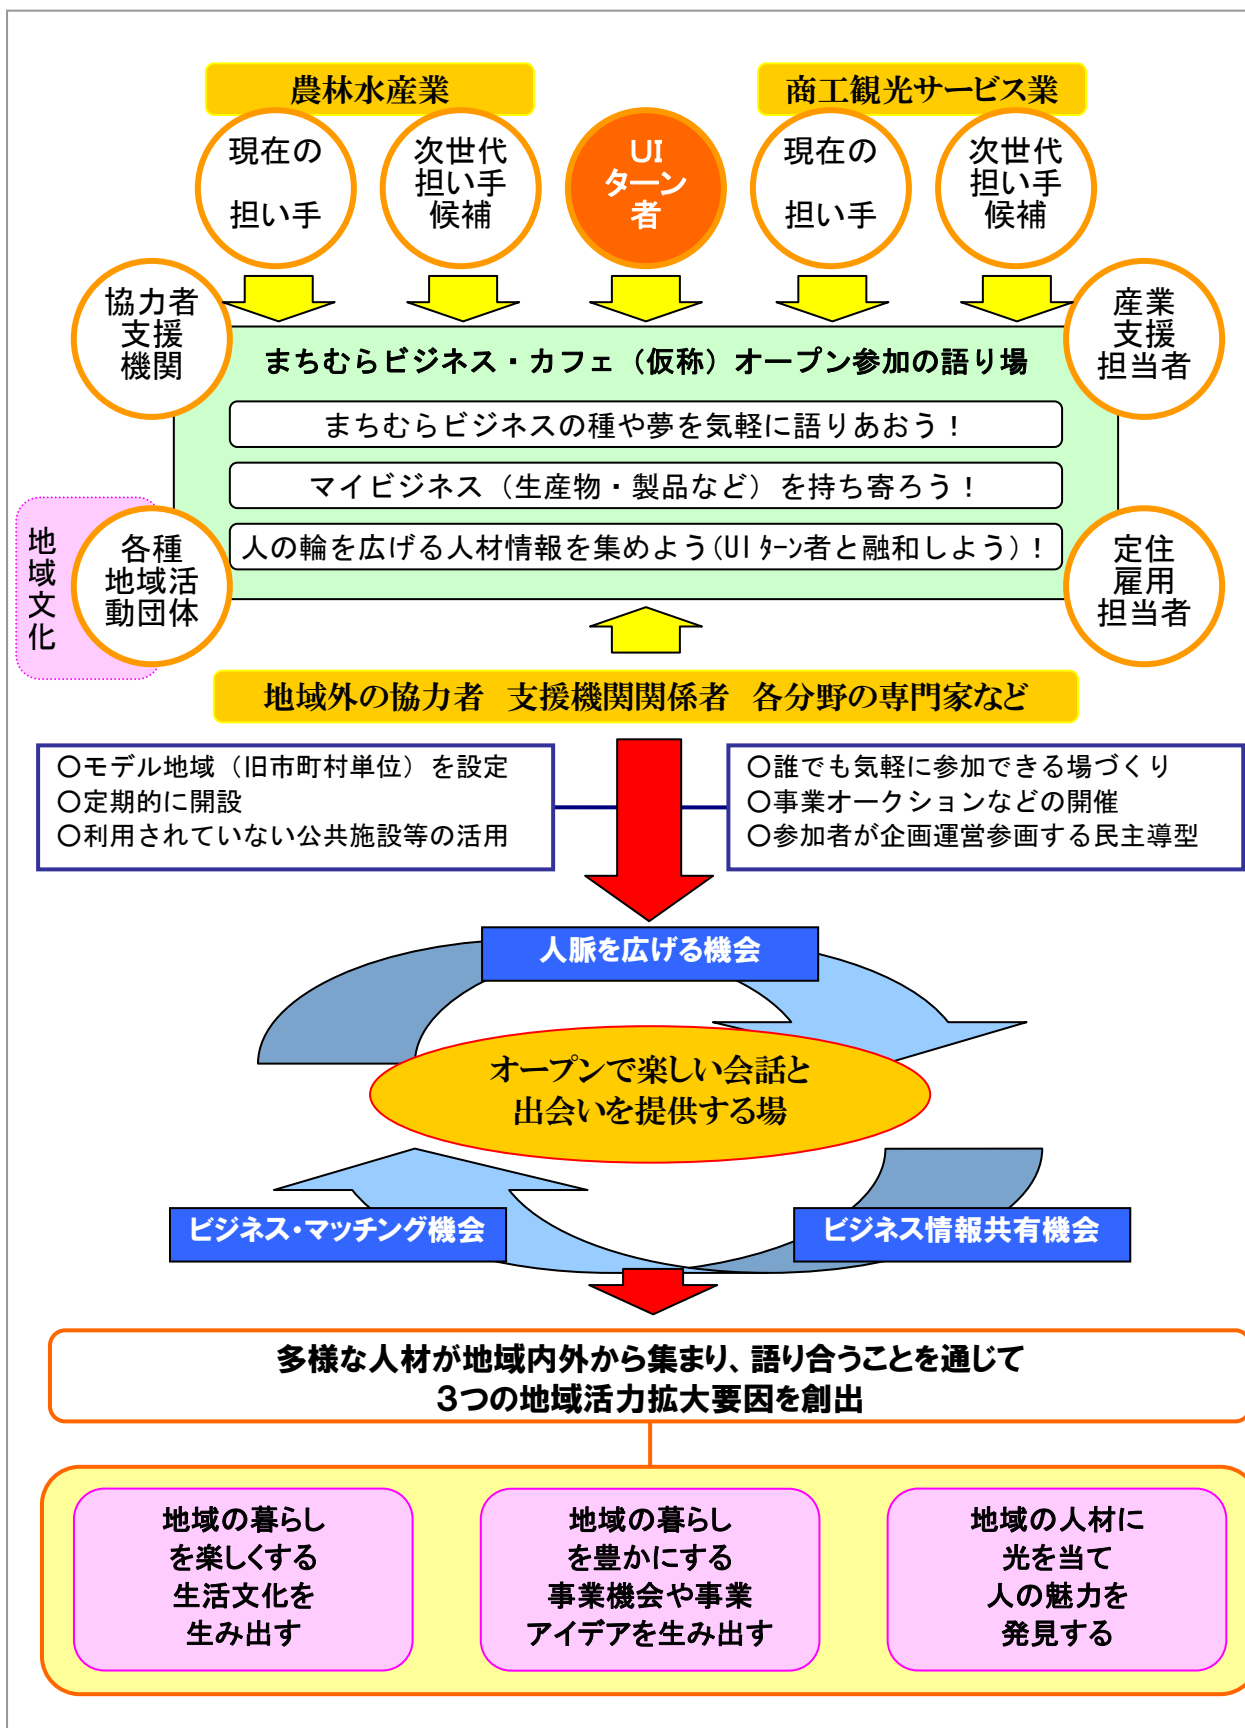 農林水産業
商工観光サービス業
現在の
担い手
次世代
担い手
候補
UI
ターン
者
現在の
担い手
次世代
担い手
候補
協力者
支援
機関
産業
支援
担当者
まちむらビジネス・カフェ（仮称）オープン参加の語り場
まちむらビジネスの種や夢を気軽に語りあおう！
マイビジネス（生産物・製品など）を持ち寄ろう！
人の輪を広げる人材情報を集めよう(UIターン者と融和しよう)！
地域文化
各種
地域活
動団体
定住
雇用
担当者
地域外の協力者　支援機関関係者　各分野の専門家など
○モデル地域（旧市町村単位）を設定
○定期的に開設
○利用されていない公共施設等の活用
○誰でも気軽に参加できる場づくり
○事業オークションなどの開催
○参加者が企画運営参画する民主導型
人脈を広げる機会
オープンで楽しい会話と
出会いを提供する場
ビジネス・マッチング機会
ビジネス情報共有機会
多様な人材が地域内外から集まり、語り合うことを通じて
３つの地域活力拡大要因を創出
地域の暮らし
を楽しくする
生活文化を
生み出す
地域の暮らし
を豊かにする
事業機会や事業
アイデアを生み出す
地域の人材に
光を当て
人の魅力を
発見する